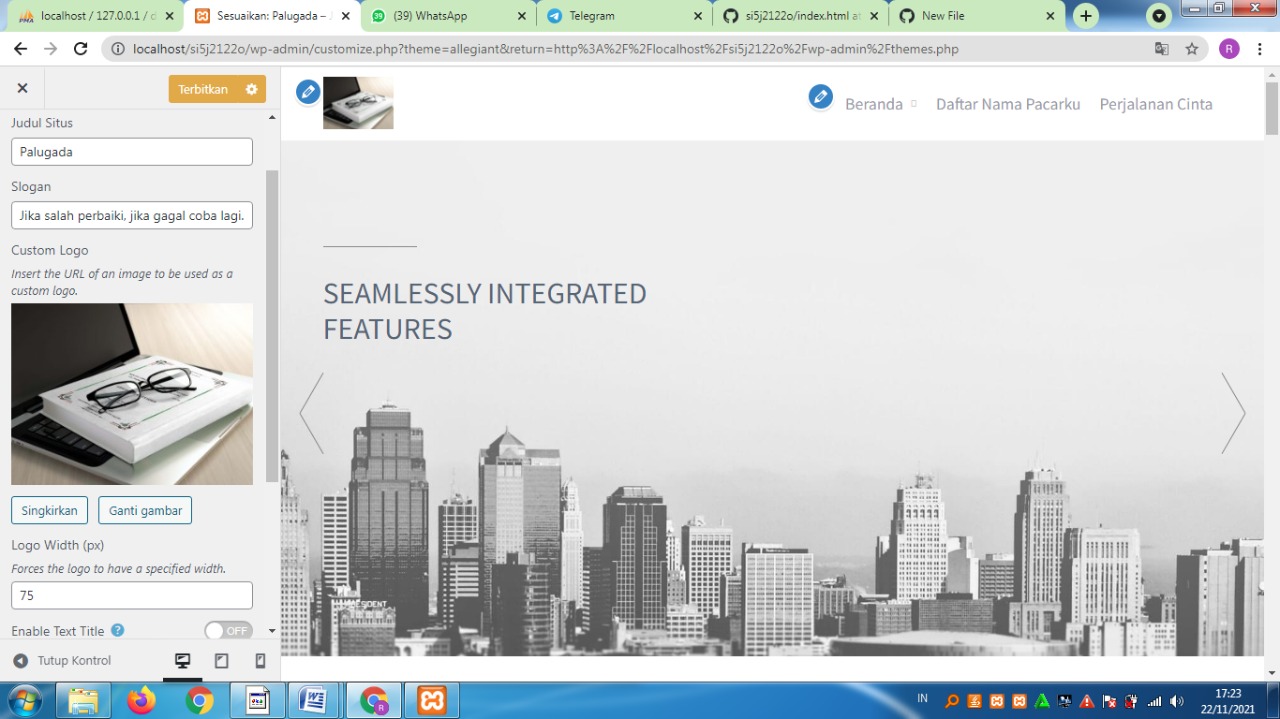 localhost / 127.0.0.1 / d
Sesuaikan: Palugada – J
(39) WhatsApp
Telegram
si5j2122o/index.html at
New File
localhost/si5j2122o/wp-admin/customize.php?theme=allegiant&return=http%3A%2F%2Flocalhost%2Fsi5j2122o%2Fwp-admin%2Fthemes.php
R
Terbitkan
Judul Situs
Palugada
Slogan
Jika salah perbaiki, jika gagal coba lagi.
Custom Logo
Insert the URL of an image to be used as a
custom logo.
Singkirkan
Ganti gambar
Logo Width (px)
Forces the logo to have a specified width.
75
Enable Text Title
OFF
Tutup Kontrol
Beranda
Daftar Nama Pacarku
Perjalanan Cinta
SEAMLESSLY INTEGRATED
FEATURES
PRESIDENT
IN
17:23
22/11/2021